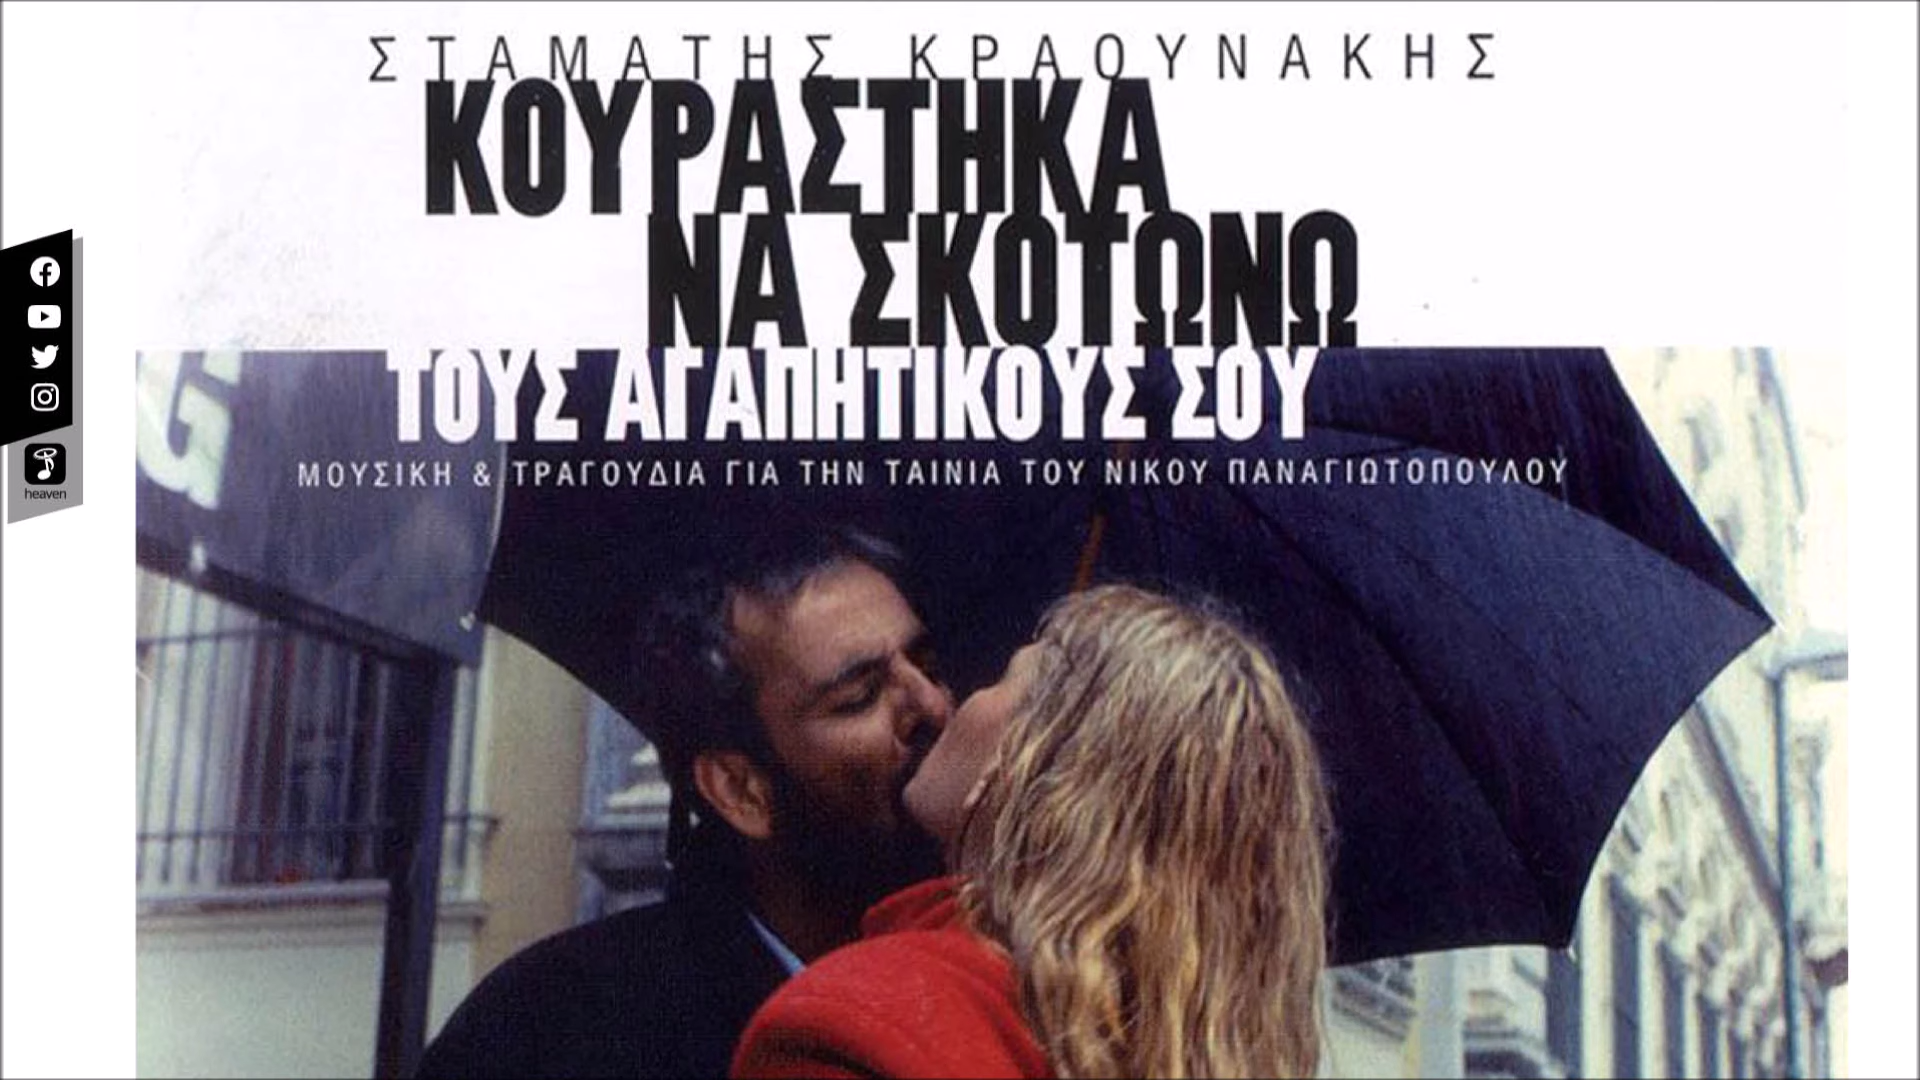 ΣΤΑΜΑΤΗΣ ΚΡΑΟΥΝΑΚΗΣ
ΚΟΥΡΑΣΤΗΚΑ
ΝΑ ΣΚΟΤΩΝΩ
ΤΟΥΣ ΑΓΑΠΗΤΙΚΟΥΣ ΣΟΥ
ΜΟΥΣΙΚΗ & ΤΡΑΓΟΥΔΙΑ ΓΙΑ ΤΗΝ ΤΑΙΝΙΑ ΤΟΥ ΝΙΚΟΥ ΠΑΝΑΓΙΩΤΟΠΟΥΛΟΥ
G
heaven